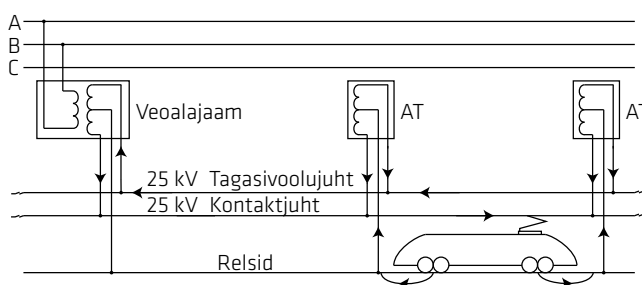 A
B
C
Veoalajaam
AT
AT
25 kV Tagasivoolujuht
25 kV Kontaktjuht
Relsid